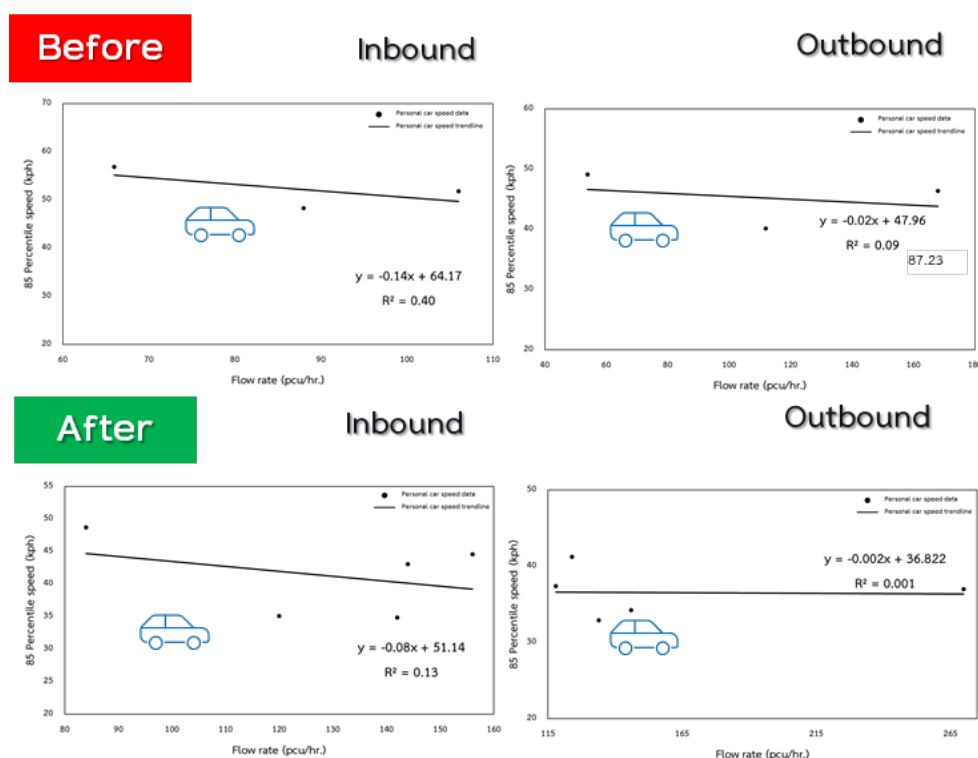 Before
Inbound
Outbound
70
60
50
40
30
20
60
70
80
90
100
110
85 Percentile speed (kph)
Flow rate (pcu/hr.)
Personal car speed data
Personal car speed trendline
y = -0.14x + 64.17
R² = 0.40
60
50
40
30
20
40
60
80
100
120
140
160
180
85 Percentile speed (kph)
Flow rate (pcu/hr.)
Personal car speed data
Personal car speed trendline
y = -0.02x + 47.96
R² = 0.09
87.23
After
Inbound
Outbound
55
50
45
40
35
30
25
20
80
90
100
110
120
130
140
150
160
85 Percentile speed (kph)
Flow rate (pcu/hr.)
Personal car speed data
Personal car speed trendline
y = -0.08x + 51.14
R² = 0.13
50
40
30
20
115
165
215
265
85 Percentile speed (kph)
Flow rate (pcu/hr.)
Personal car speed data
Personal car speed trendline
y = -0.002x + 36.822
R² = 0.001